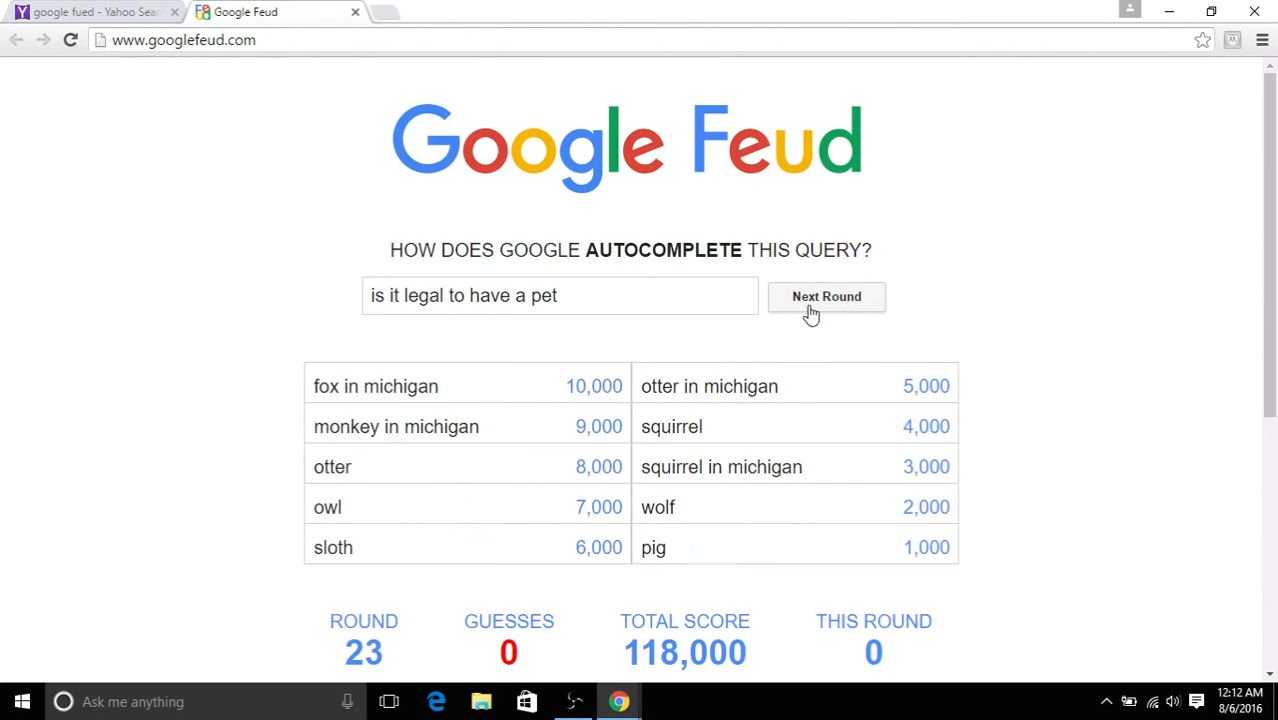 google fued - Yahoo Sear
Google Feud
www.googlefeud.com
Google Feud
HOW DOES GOOGLE AUTOCOMPLETE THIS QUERY?
is it legal to have a pet
Next Round
fox in michigan 10,000 otter in michigan 5,000
monkey in michigan 9,000 squirrel 4,000
otter 8,000 squirrel in michigan 3,000
owl 7,000 wolf 2,000
sloth 6,000 pig 1,000
ROUND GUESSES TOTAL SCORE THIS ROUND
23 0 118,000 0
Ask me anything
12:12 AM
8/6/2016